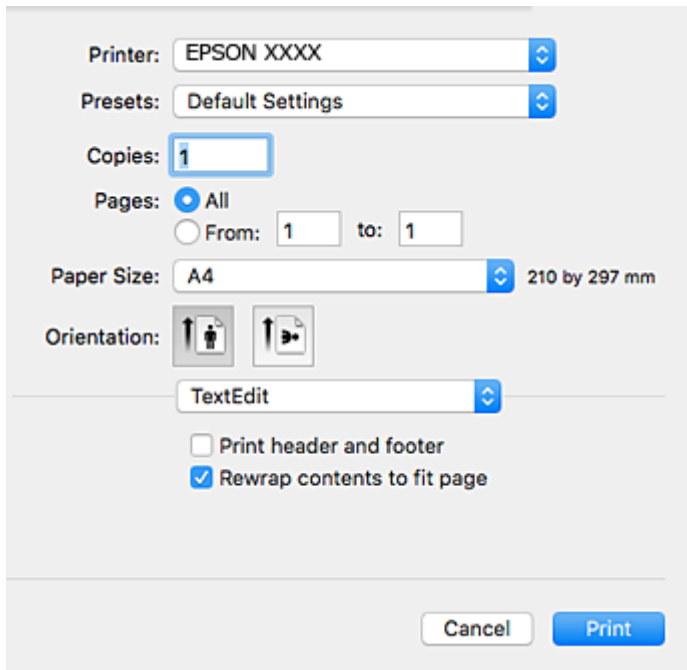 Printer: EPSON XXXX
Presets: Default Settings
Copies: 1
Pages: All
From: 1 to: 1
Paper Size: A4 210 by 297 mm
Orientation:
TextEdit
Print header and footer
Rewrap contents to fit page
Cancel Print